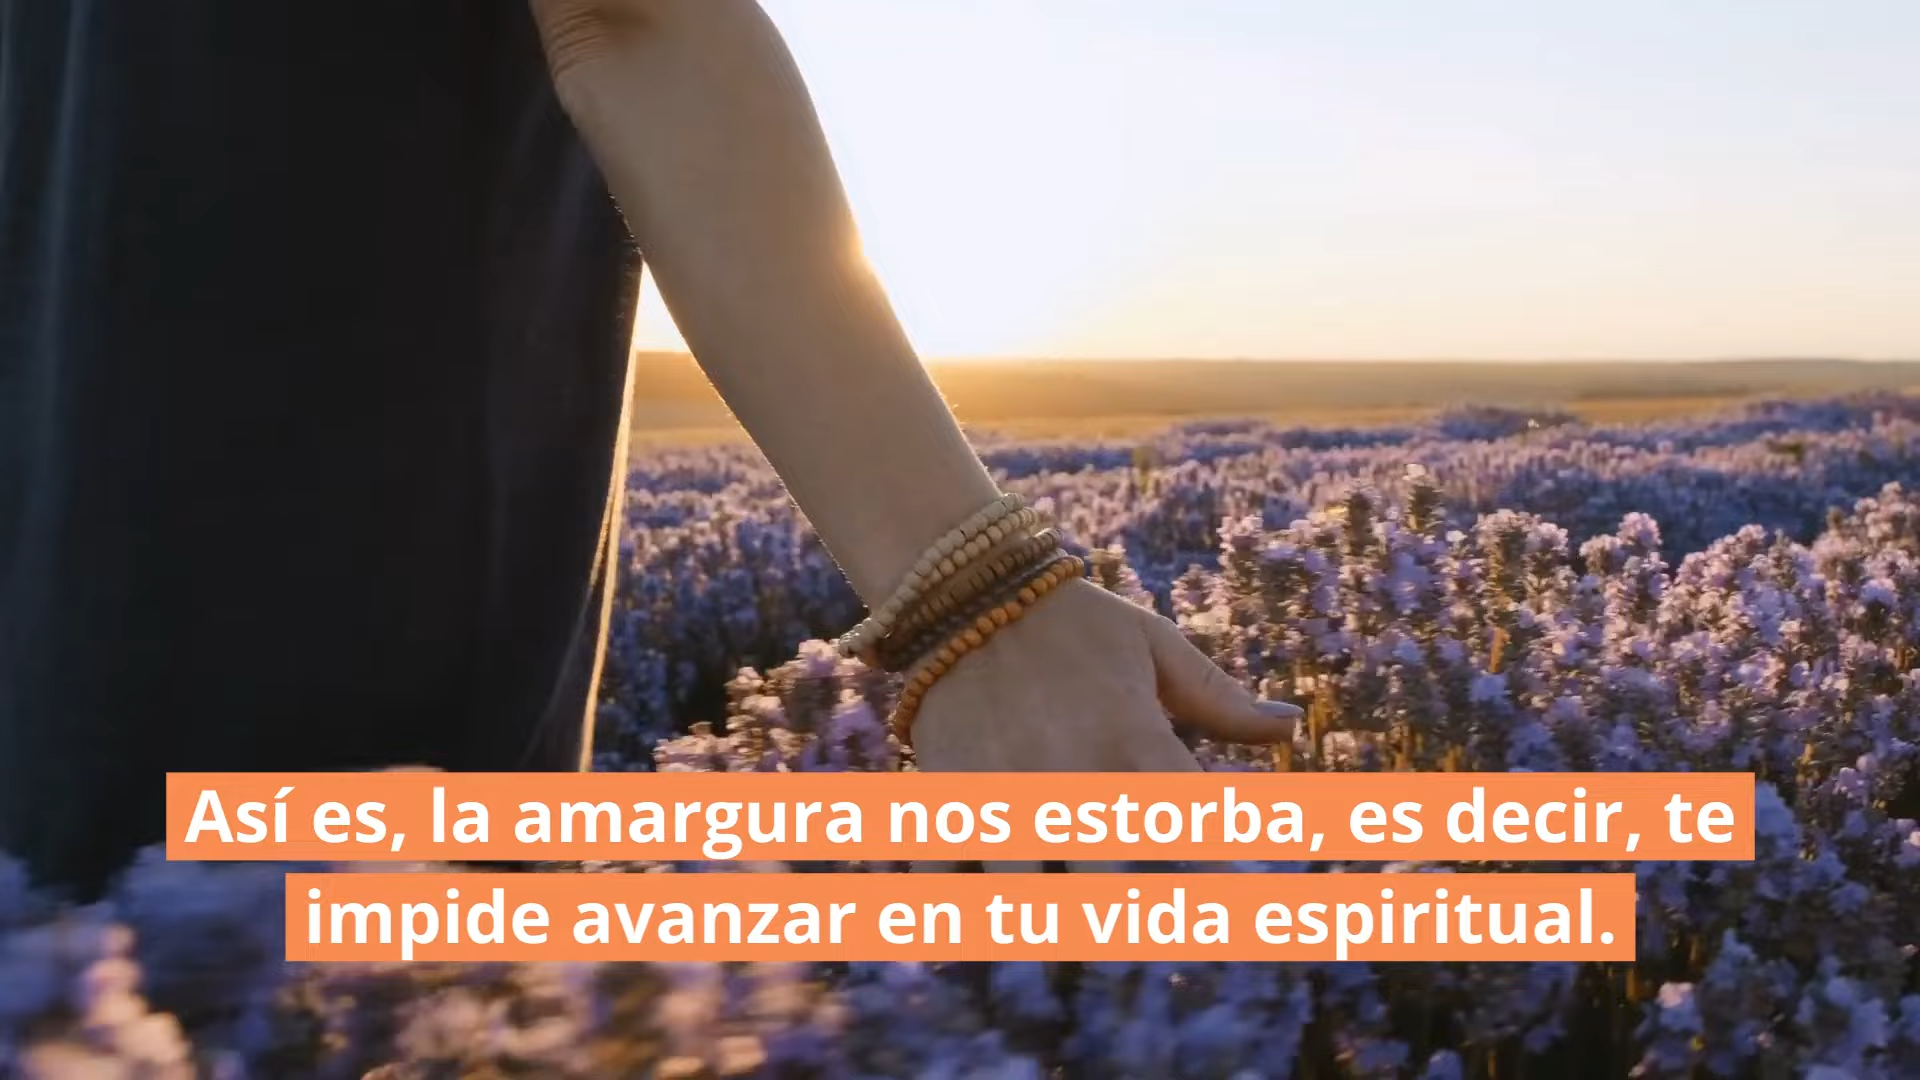 Así es, la amargura nos estorba, es decir, te
impide avanzar en tu vida espiritual.